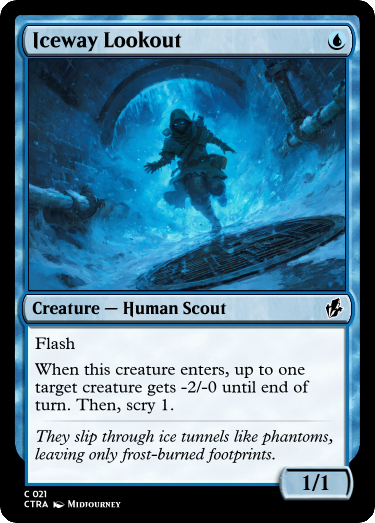 Iceway Lookout
Creature — Human Scout
Flash
When this creature enters, up to one
target creature gets -2/-0 until end of
turn. Then, scry 1.
They slip through ice tunnels like phantoms,
leaving only frost-burned footprints.
1/1
C 021
CTRA Midjourney